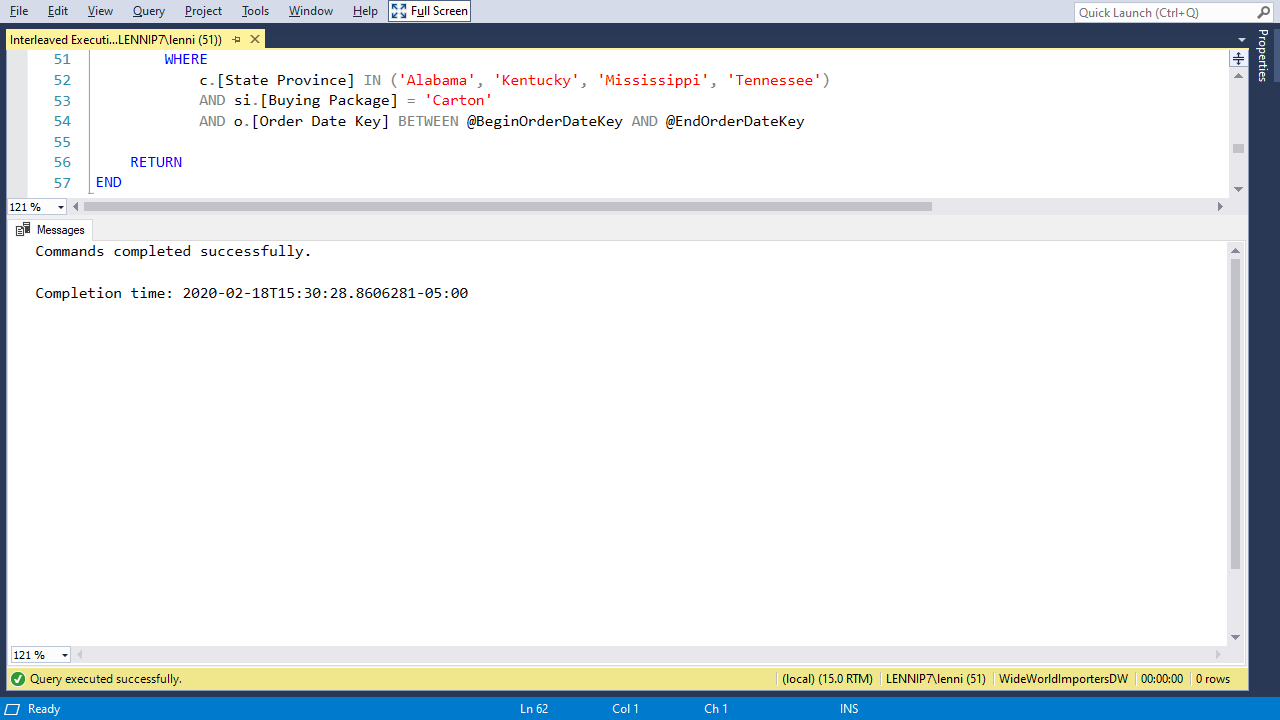 File Edit View Query Project Tools Window Help Full Screen Quick Launch (Ctrl+Q)
Interleaved Executi...LENNIP7\lenni (51))
Properties
51 WHERE
52 c.[State Province] IN ('Alabama', 'Kentucky', 'Mississippi', 'Tennessee')
53 AND si.[Buying Package] = 'Carton'
54 AND o.[Order Date Key] BETWEEN @BeginOrderDateKey AND @EndOrderDateKey
55
56 RETURN
57 END
121 %
Messages
Commands completed successfully.
Completion time: 2020-02-18T15:30:28.8606281-05:00
121 %
Query executed successfully. (local) (15.0 RTM) LENNIP7\lenni (51) WideWorldImportersDW 00:00:00 0 rows
Ready Ln 62 Col 1 Ch 1 INS